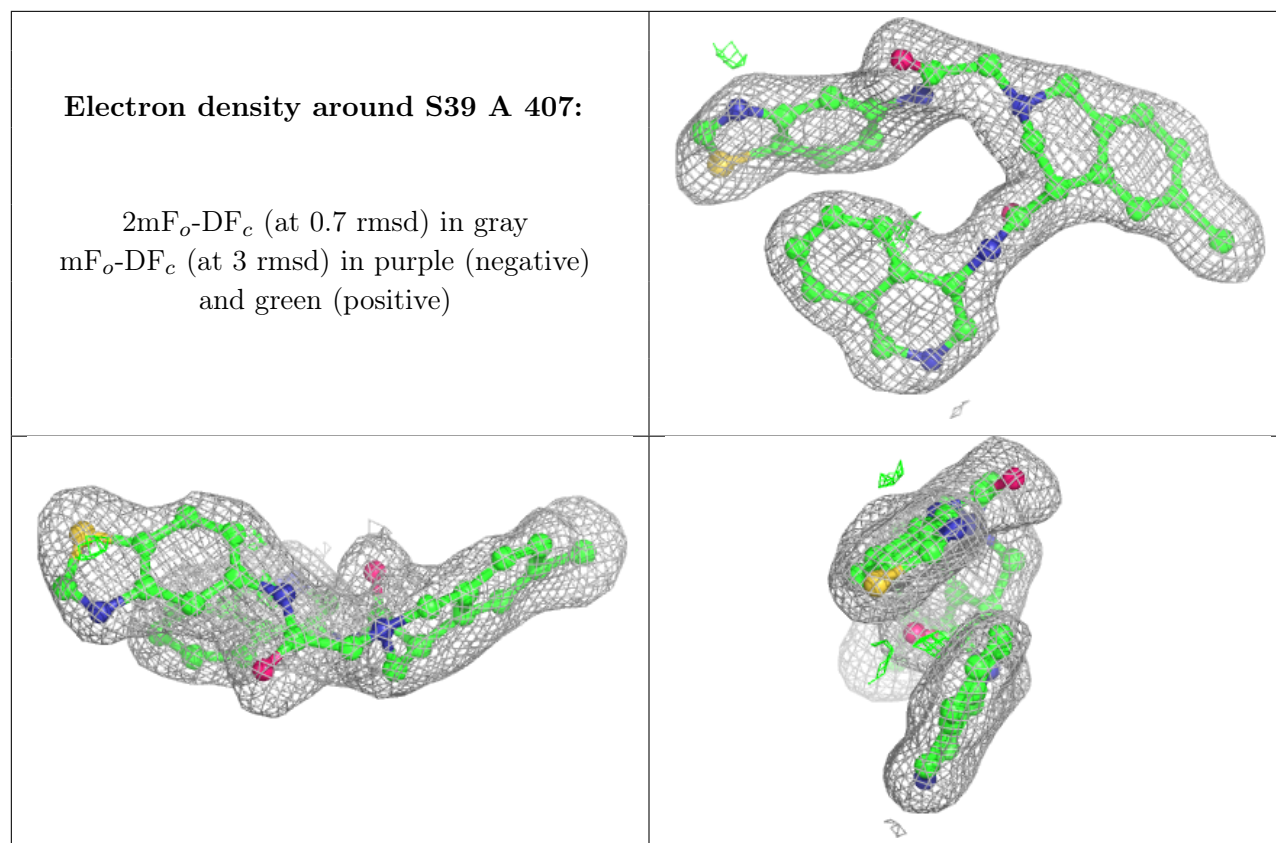 Electron density around S39 A 407:
2mFₒ-DF𝒸 (at 0.7 rmsd) in gray
mFₒ-DF𝒸 (at 3 rmsd) in purple (negative)
and green (positive)